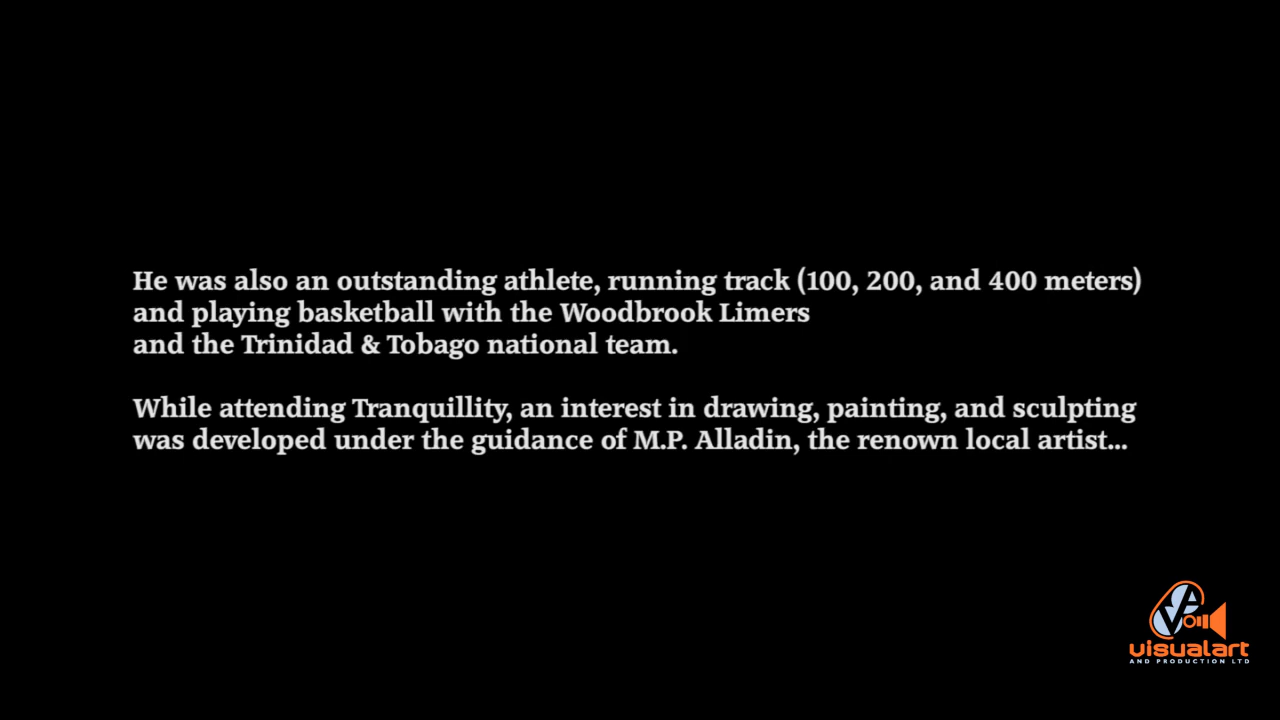 He was also an outstanding athlete, running track (100, 200, and 400 meters)
and playing basketball with the Woodbrook Limers
and the Trinidad & Tobago national team.
While attending Tranquillity, an interest in drawing, painting, and sculpting
was developed under the guidance of M.P. Alladin, the renown local artist...
VA
visualart
AND PRODUCTION LTD